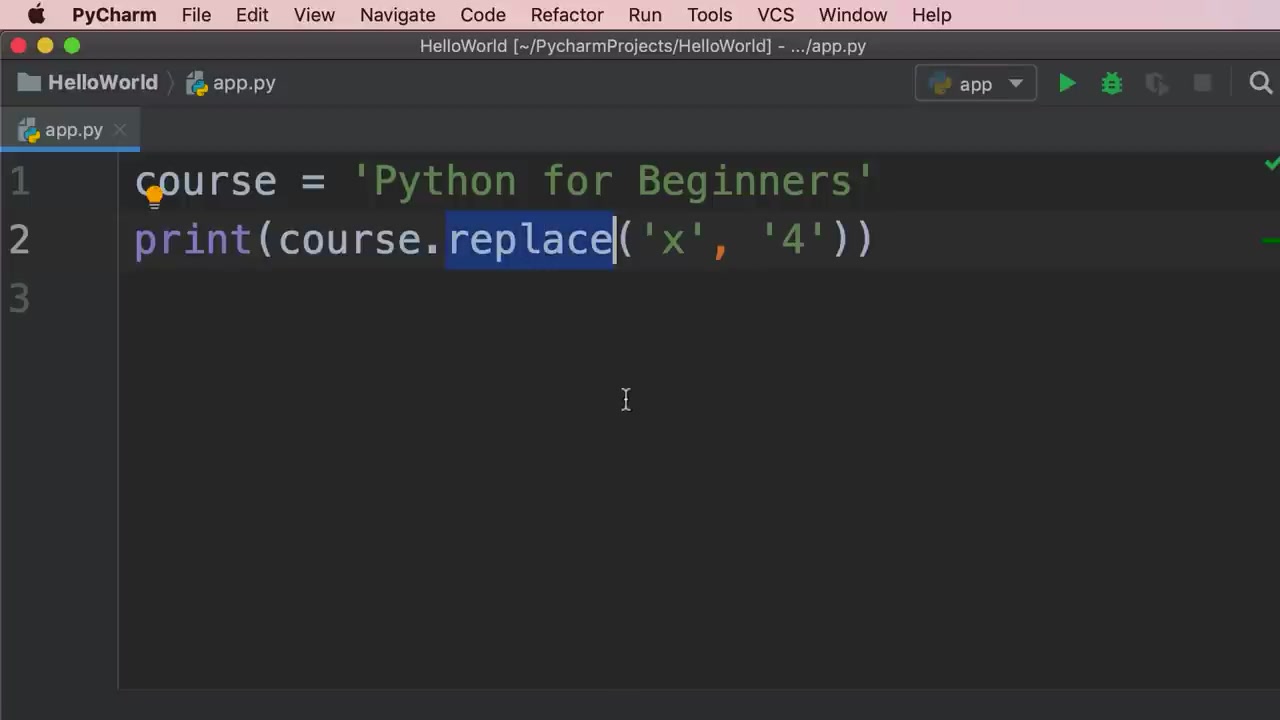 PyCharm File Edit View Navigate Code Refactor Run Tools VCS Window Help
HelloWorld [~/PycharmProjects/HelloWorld] - .../app.py
HelloWorld app.py app
app.py
1 course = 'Python for Beginners'
2 print(course.replace('x', '4'))
3